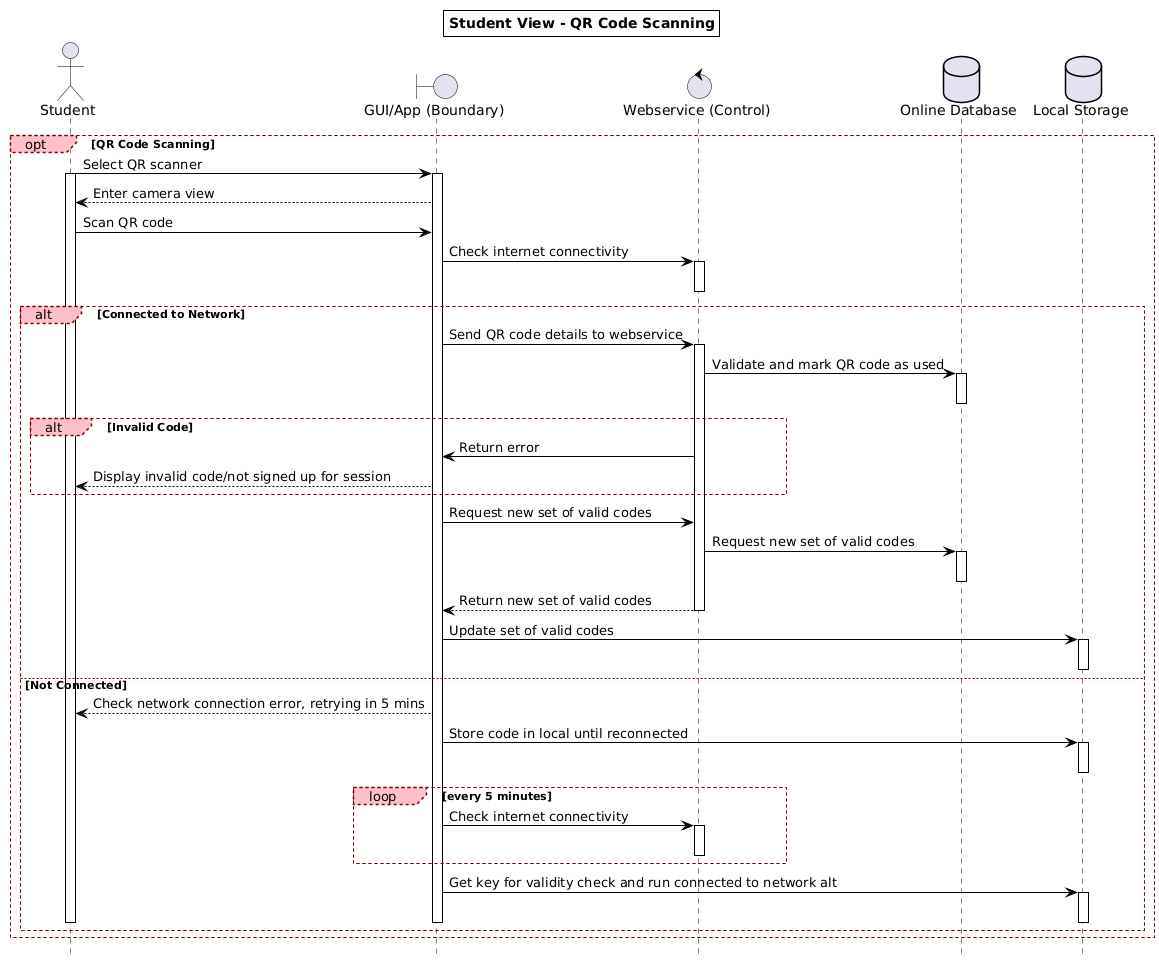 Student View - QR Code Scanning
Student
GUI/App (Boundary)
Webservice (Control)
Online Database
Local Storage
opt
[QR Code Scanning]
Select QR scanner
Enter camera view
Scan QR code
Check internet connectivity
alt
[Connected to Network]
Send QR code details to webservice
Validate and mark QR code as used
alt
[Invalid Code]
Return error
Display invalid code/not signed up for session
Request new set of valid codes
Request new set of valid codes
Return new set of valid codes
Update set of valid codes
[Not Connected]
Check network connection error, retrying in 5 mins
Store code in local until reconnected
loop
[every 5 minutes]
Check internet connectivity
Get key for validity check and run connected to network alt